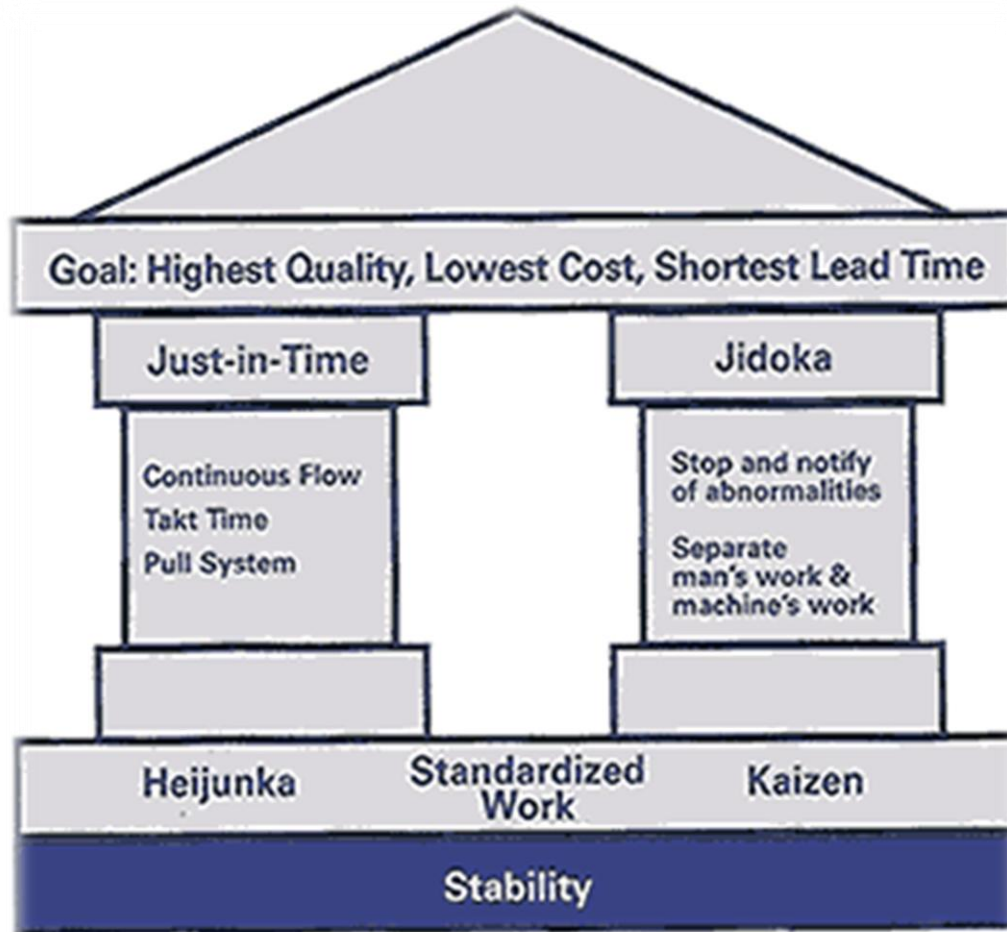 Goal: Highest Quality, Lowest Cost, Shortest Lead Time
Just-in-Time
Continuous Flow
Takt Time
Pull System
Jidoka
Stop and notify
of abnormalities
Separate
man's work &
machine's work
Heijunka
Standardized
Work
Kaizen
Stability